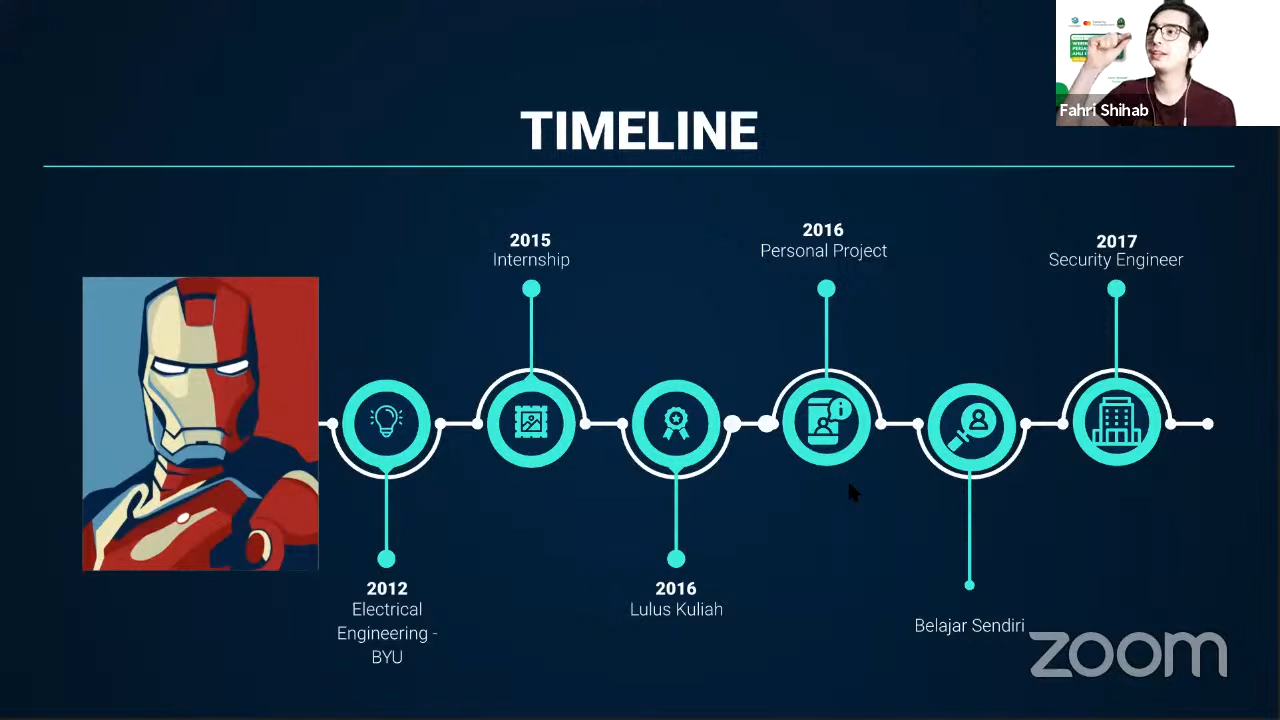 Fahri Shihab
TIMELINE
2015
Internship
2016
Personal Project
2017
Security Engineer
2012
Electrical
Engineering -
BYU
2016
Lulus Kuliah
Belajar Sendiri
zoom